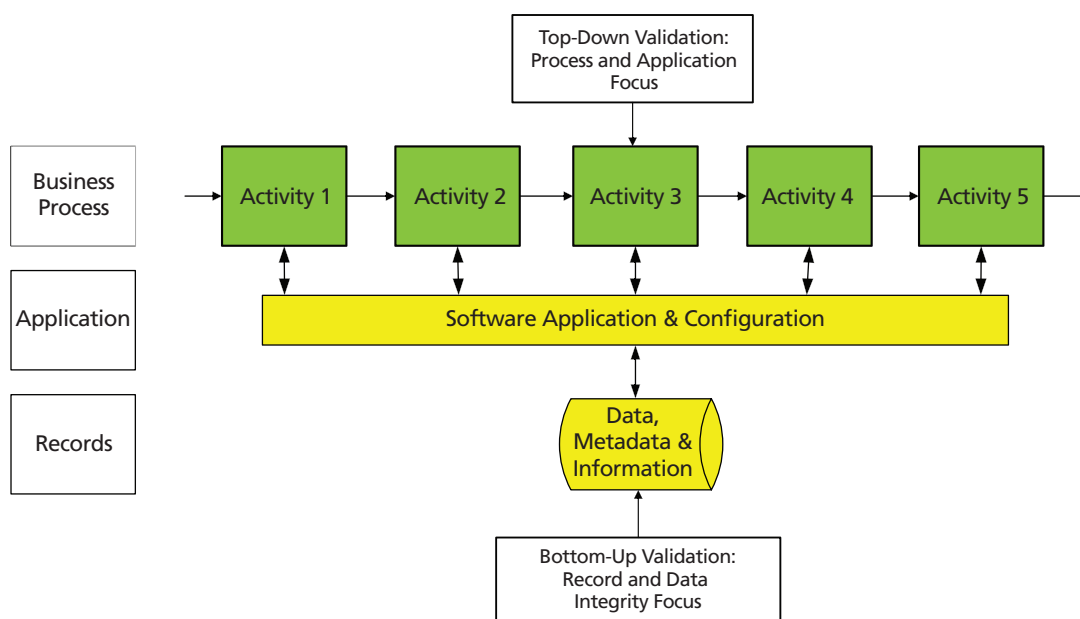 Top-Down Validation:
Process and Application
Focus
Business
Process
Activity 1
Activity 2
Activity 3
Activity 4
Activity 5
Application
Software Application & Configuration
Records
Data,
Metadata &
Information
Bottom-Up Validation:
Record and Data
Integrity Focus